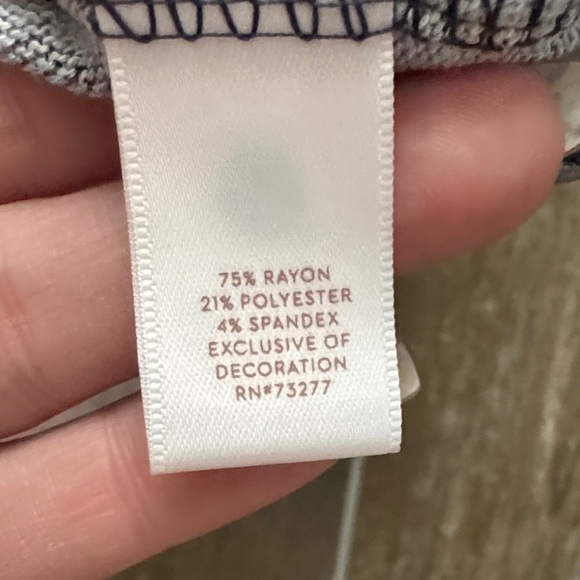 75% RAYON
21% POLYESTER
4% SPANDEX
EXCLUSIVE OF
DECORATION
RN#73277